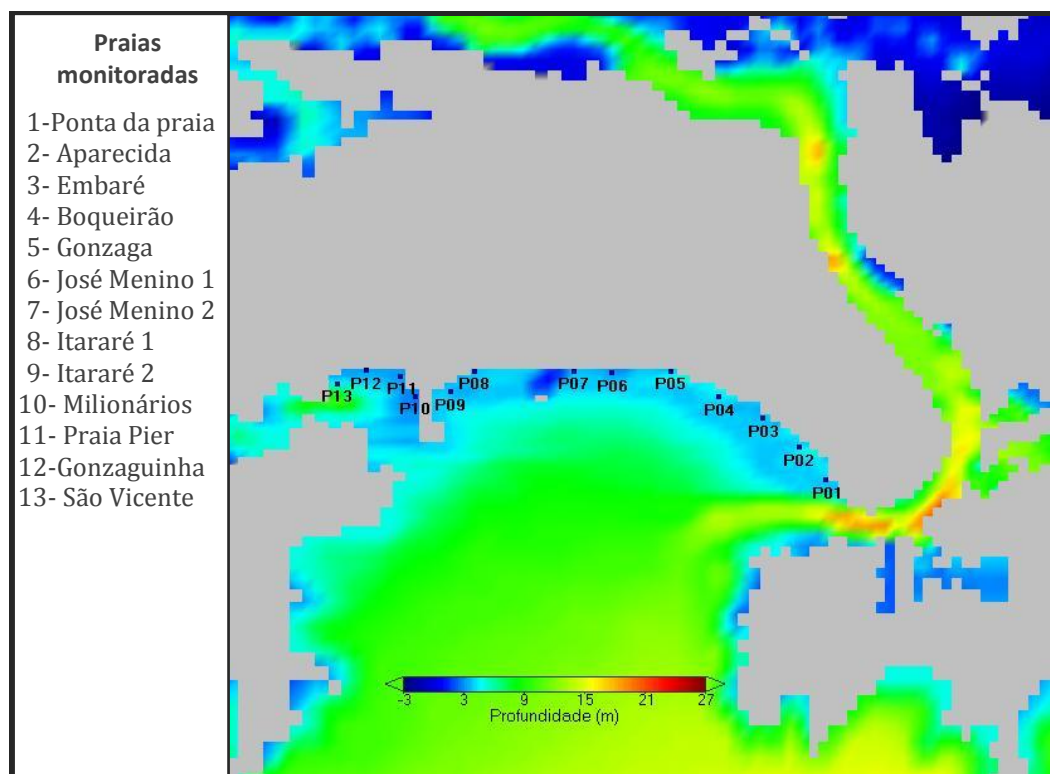 Praias
monitoradas
1-Ponta da praia
2- Aparecida
3- Embaré
4- Boqueirão
5- Gonzaga
6- José Menino 1
7- José Menino 2
8- Itararé 1
9- Itararé 2
10- Milionários
11- Praia Pier
12-Gonzaguinha
13- São Vicente
P13
P12
P11
P10
P09
P08
P07
P06
P05
P04
P03
P02
P01
-3 3 9 15 21 27
Profundidade (m)